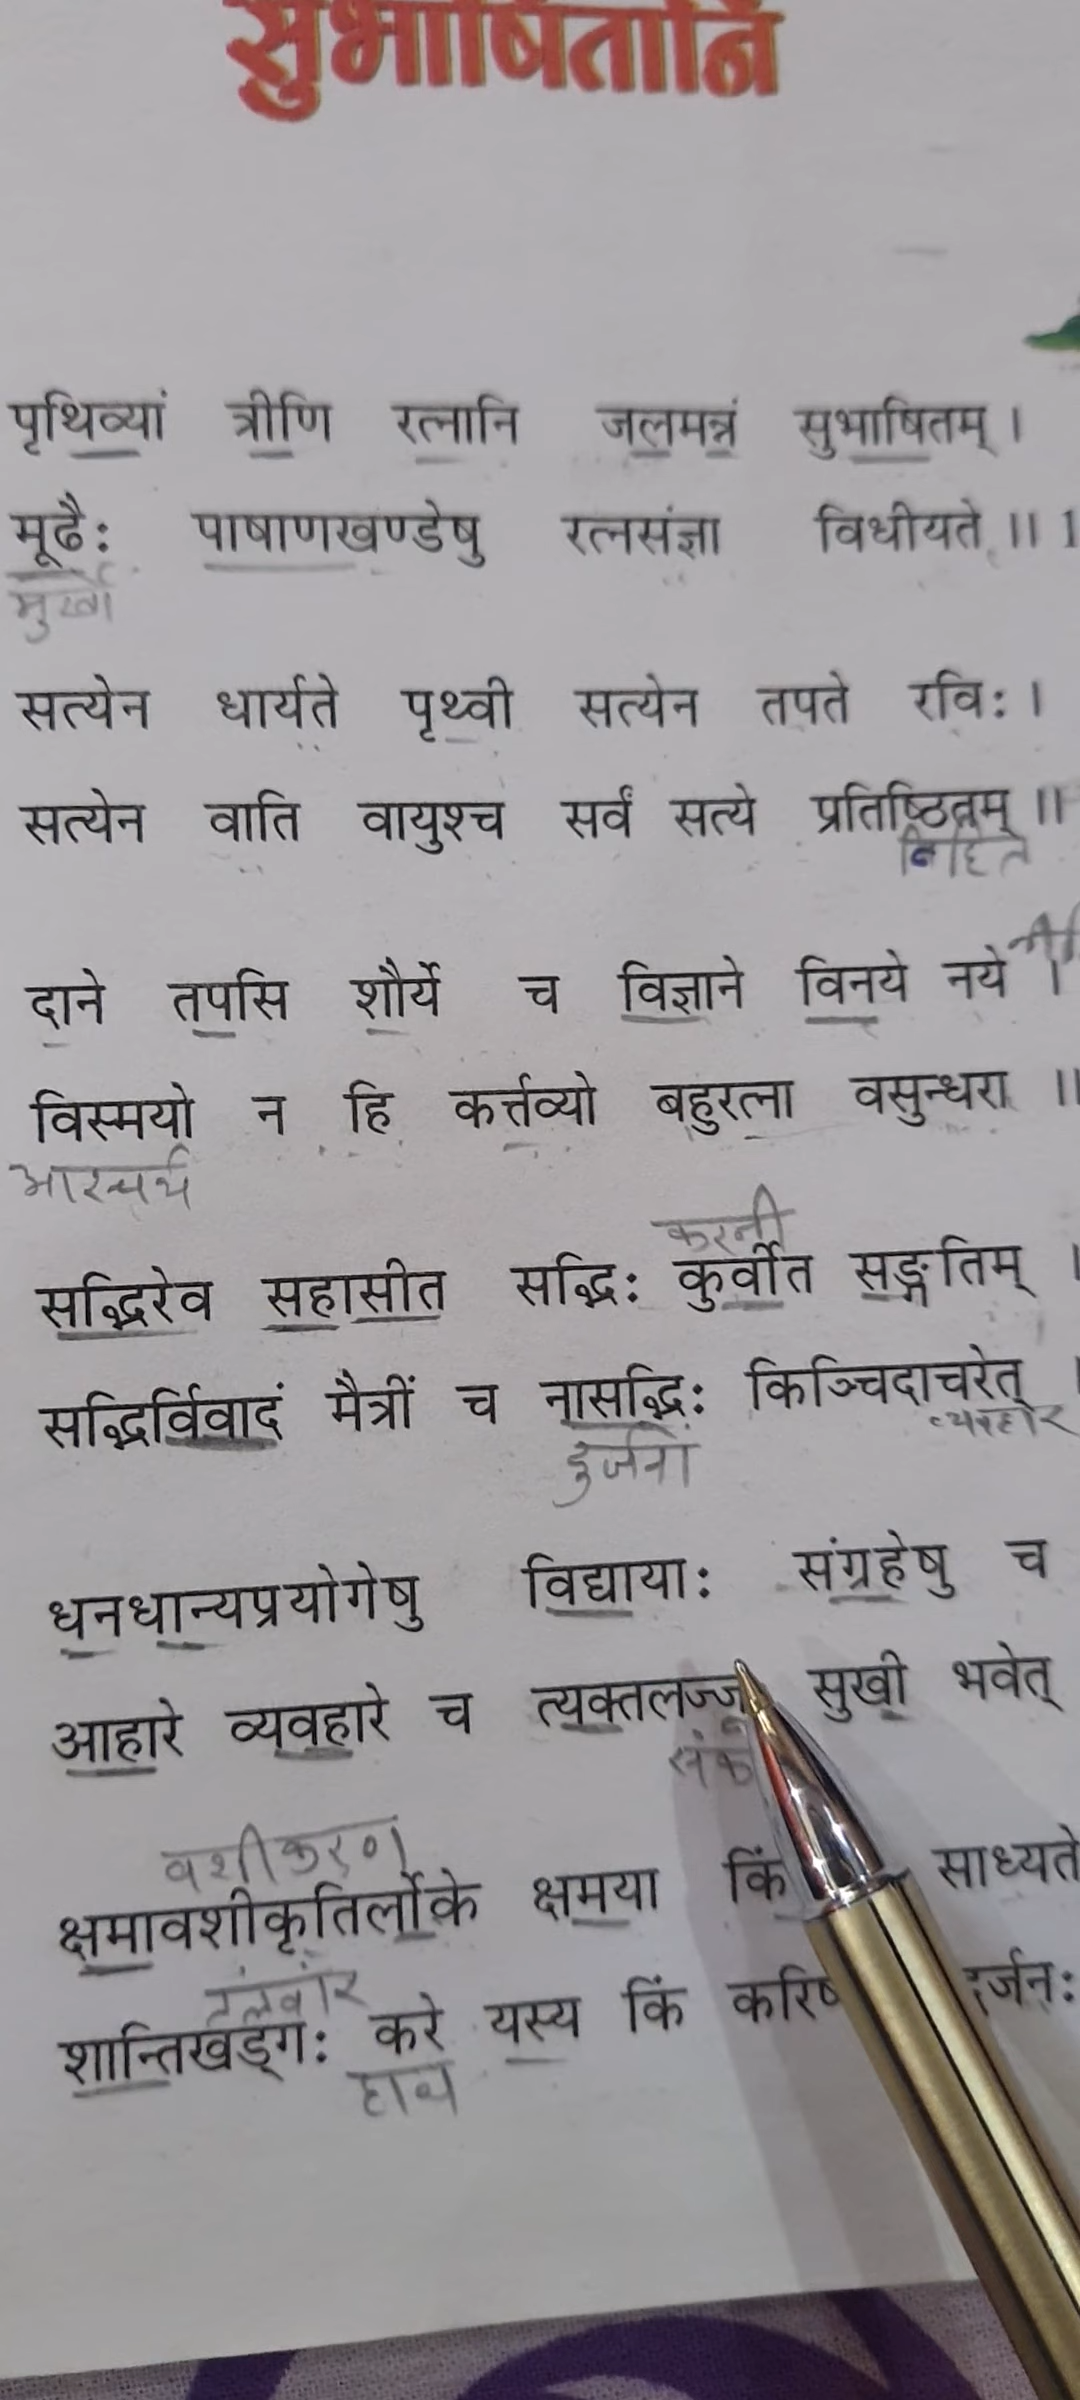 सुभाषितानि
पृथिव्यां त्रीणि रत्नानि जलमन्नं सुभाषितम् ।
मूढैः पाषाणखण्डेषु रत्नसंज्ञा विधीयते ॥ 1
मुर्खो
सत्येन धार्यते पृथ्वी सत्येन तपते रविः ।
सत्येन वाति वायुश्च सर्वं सत्ये प्रतिष्ठितम् ॥
निहित
दाने तपसि शौर्ये च विज्ञाने विनये नये ।
विस्मयो न हि कर्त्तव्यो बहुरत्ना वसुन्धरा ॥
आश्चर्य
करनी
सद्भिरेव सहासीत सद्भिः कुर्वीत सङ्गतिम् ।
सद्भिर्विवादं मैत्रीं च नासद्भिः किञ्चिदाचरेत् ।
दुर्जनों व्यवहार
धनधान्यप्रयोगेषु विद्यायाः संग्रहेषु च
आहारे व्यवहारे च त्यक्तलज्ज सुखी भवेत्
वशीकरण
क्षमावशीकृतिर्लोके क्षमया किं साध्यते
तलवार
शान्तिखड्गः करे यस्य किं
हाथ